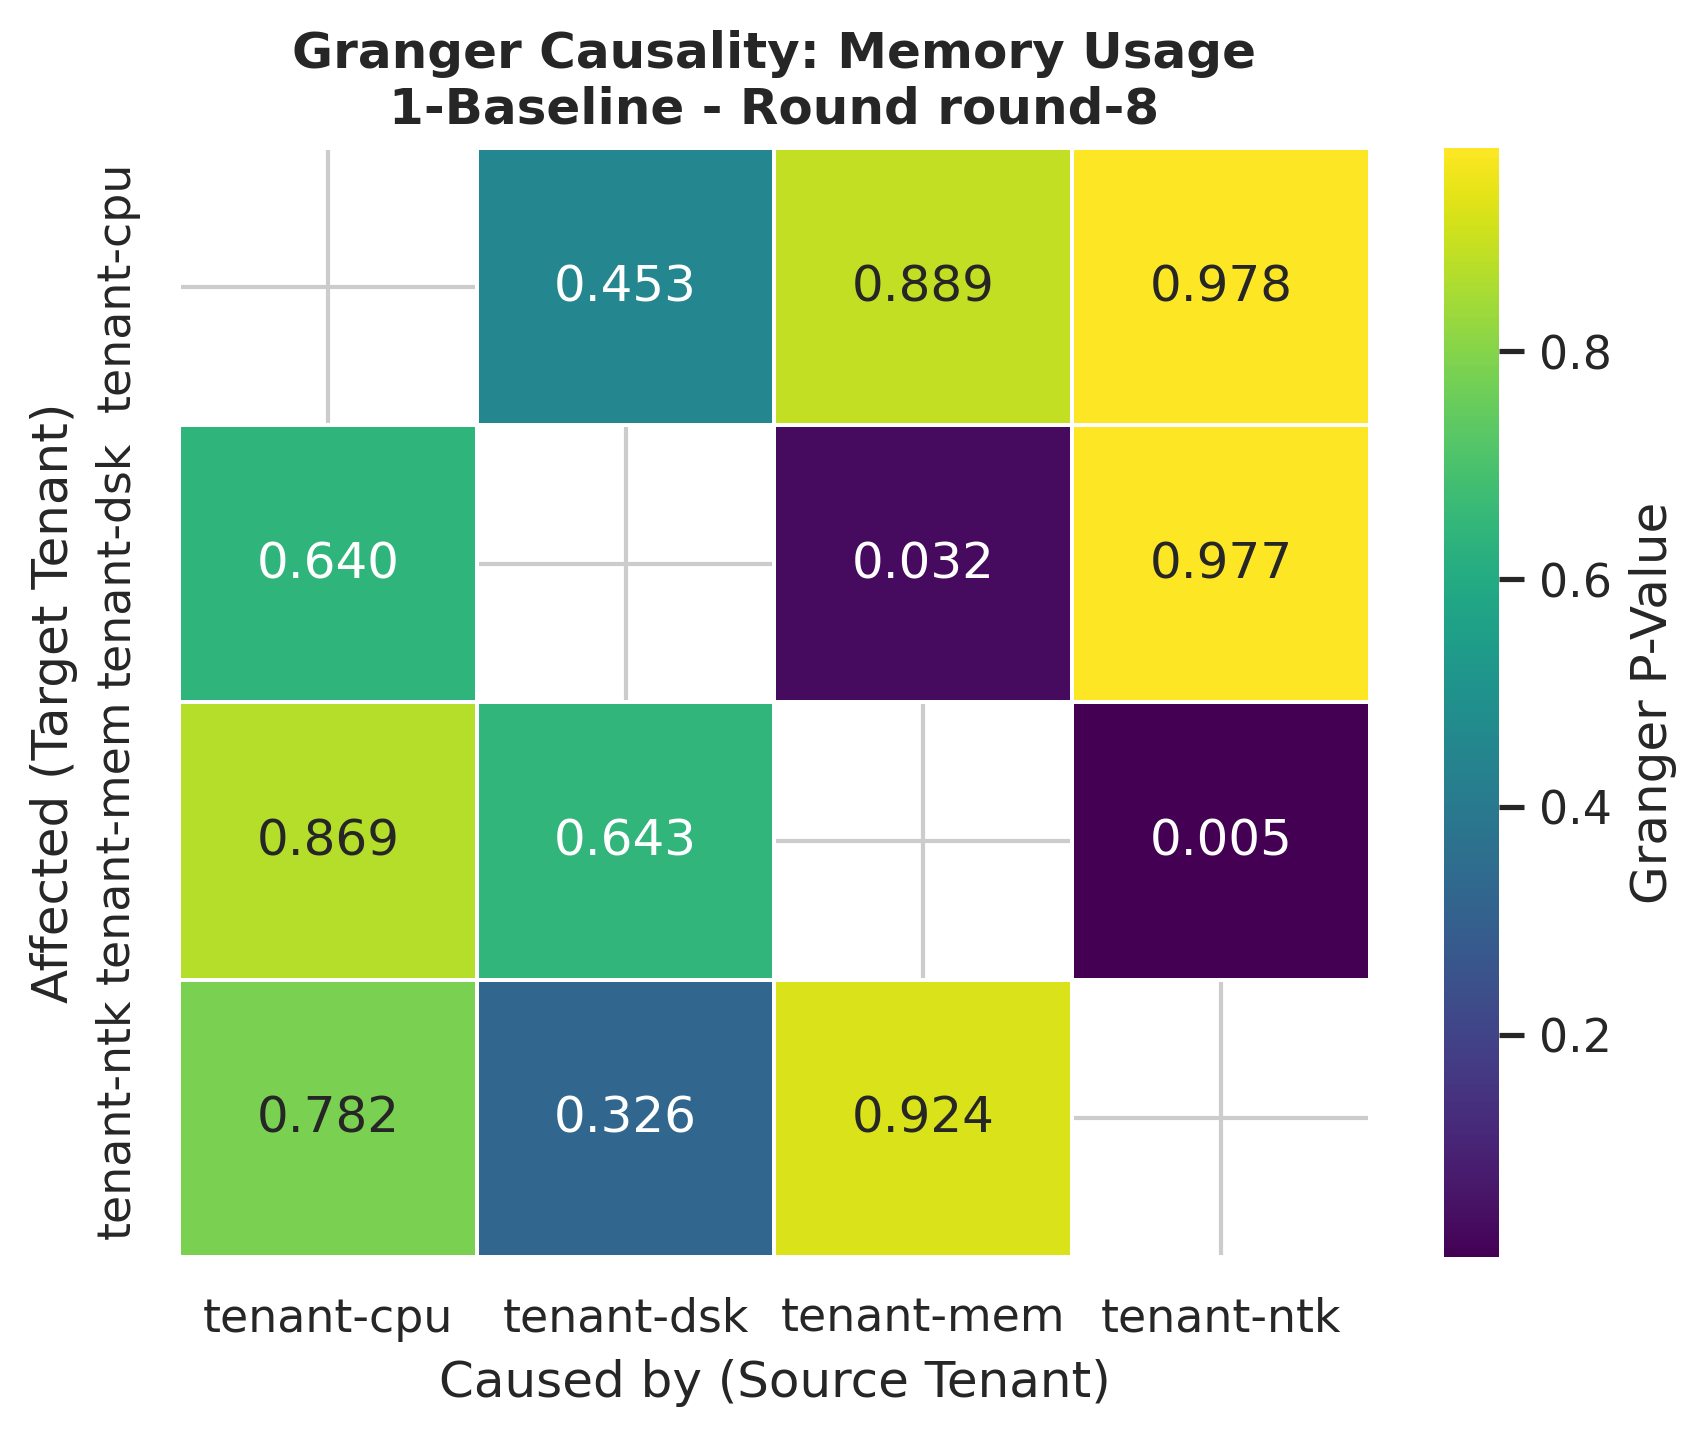 Granger Causality: Memory Usage
1-Baseline - Round round-8
Affected (Target Tenant)
tenant-cpu
0.453 0.889 0.978
tenant-dsk
0.640 0.032 0.977
tenant-mem
0.869 0.643 0.005
tenant-ntk
0.782 0.326 0.924
tenant-cpu tenant-dsk tenant-mem tenant-ntk
Caused by (Source Tenant)
0.8
0.6
0.4
0.2
Granger P-Value